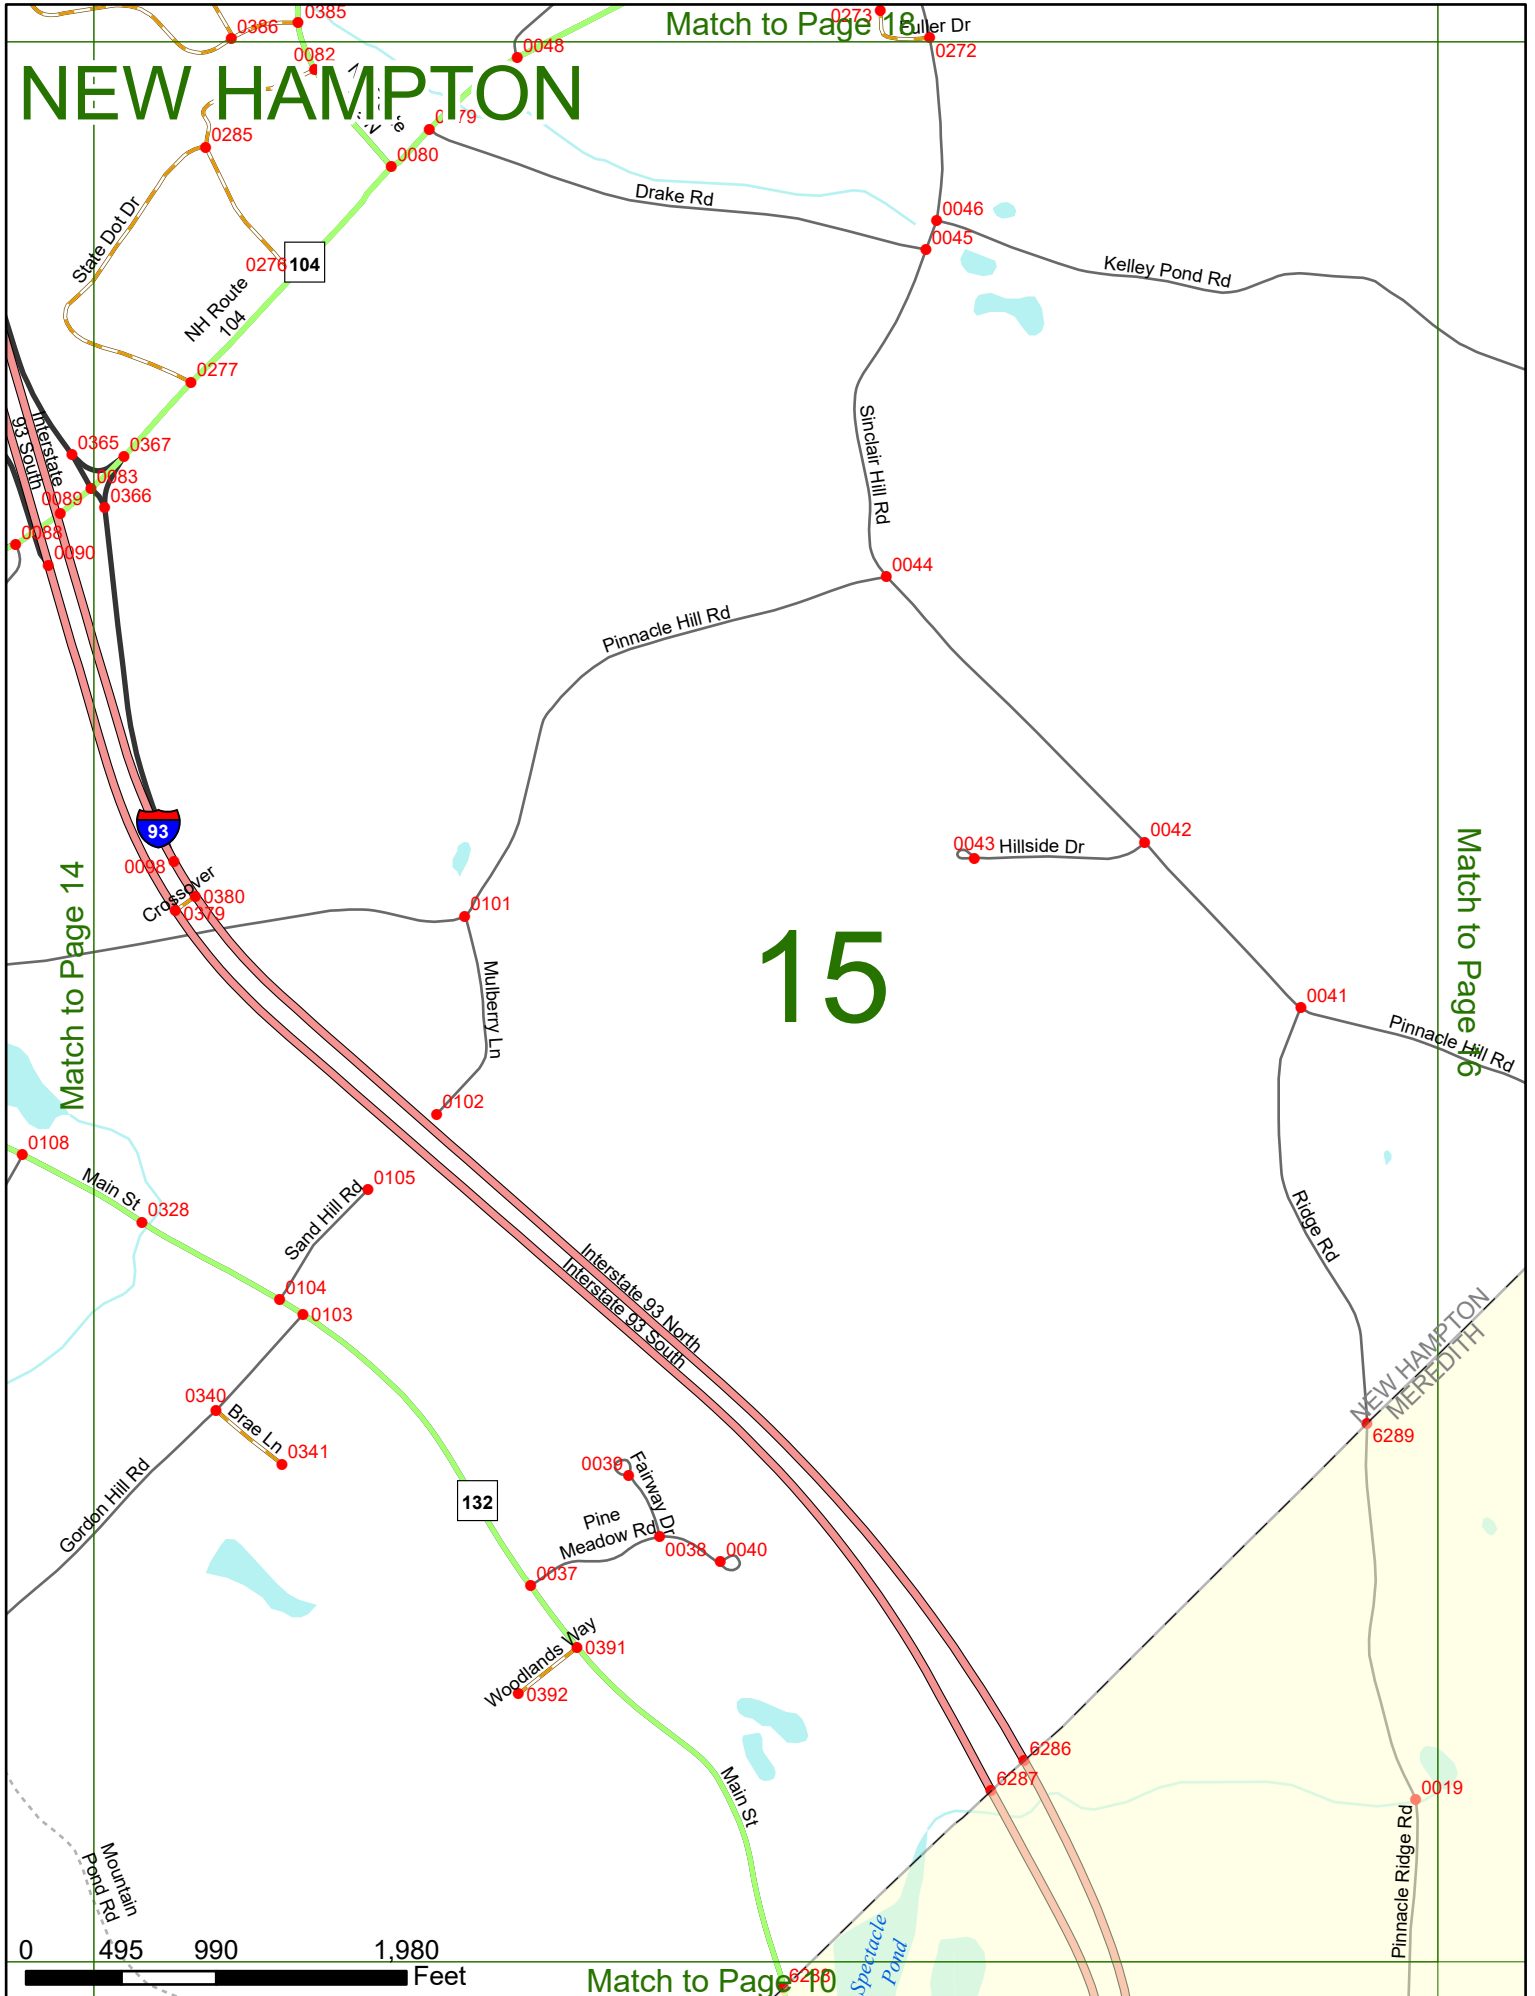 Match to Page 18
0386
0385
0048
0273
Fuller Dr
0272
0082
NEW HAMPTON
0285
0080
Drake Rd
0046
0045
State Dot Dr
0276
104
Kelley Pond Rd
NH Route
104
0277
Interstate
93 South
0365
0367
0083
0089
0366
0088
0090
Sinclair Hill Rd
0044
Pinnacle Hill Rd
93
0098
Crossover
0380
0379
0043
Hillside Dr
0042
0101
15
Match to Page 14
Match to Page 16
Mulberry Ln
0041
Pinnacle Hill Rd
0102
0108
Main St
0328
0105
Sand Hill Rd
Ridge Rd
0104
0103
Interstate 93 North
Interstate 93 South
NEW HAMPTON
MEREDITH
6289
0340
Brae Ln
0341
Gordon Hill Rd
132
0039
Fairway Dr
Pine
Meadow Rd
0038
0040
0037
0391
Woodlands Way
0392
Main St
6286
6287
0019
Pinnacle Ridge Rd
Mountain
Pond Rd
Spectacle
Pond
0
495
990
1,980
Feet
Match to Page 10